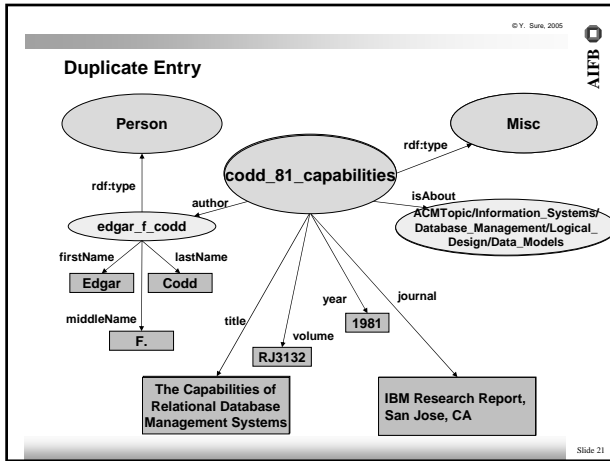 © Y. Sure, 2005
AIFB
Duplicate Entry
Person
Misc
rdf:type
codd_81_capabilities
rdf:type
author
isAbout
edgar_f_codd
ACMTopic/Information_Systems/
Database_Management/Logical_
Design/Data_Models
firstName
lastName
Edgar
Codd
year
journal
middleName
title
1981
F.
volume
RJ3132
The Capabilities of
Relational Database
Management Systems
IBM Research Report,
San Jose, CA
Slide 21